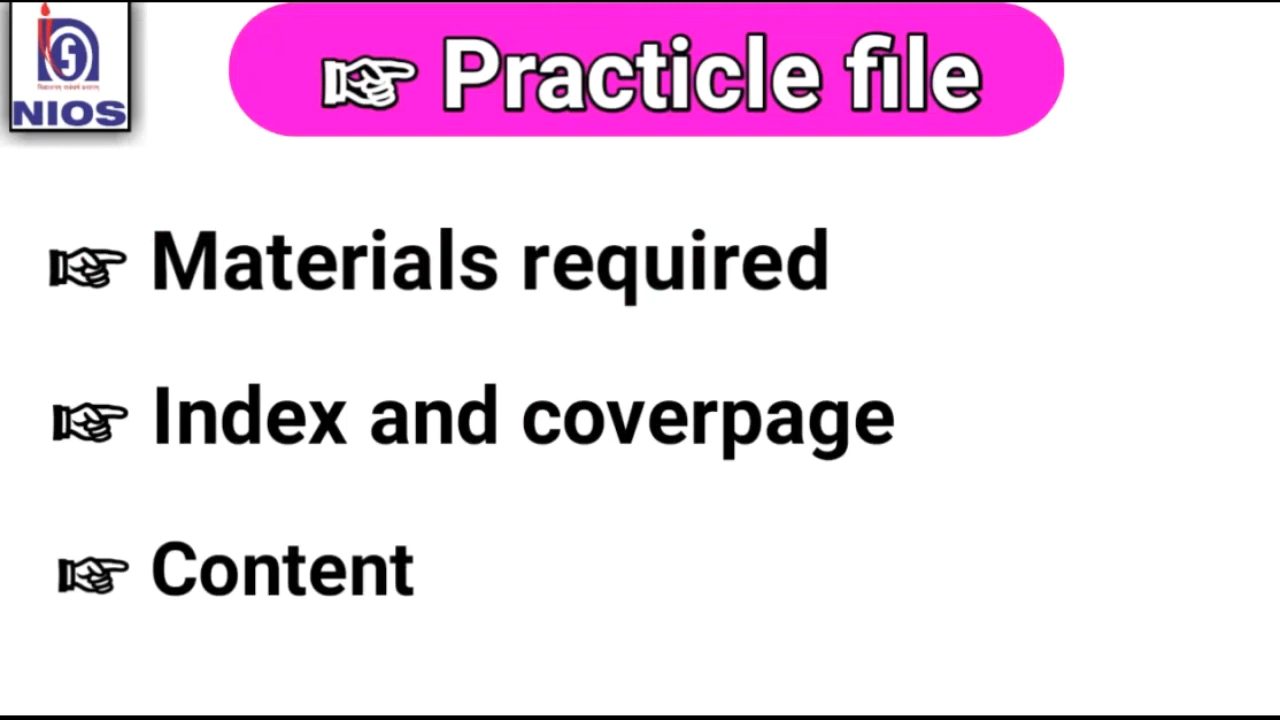 NIOS
☞ Practicle file
☞ Materials required
☞ Index and coverpage
☞ Content